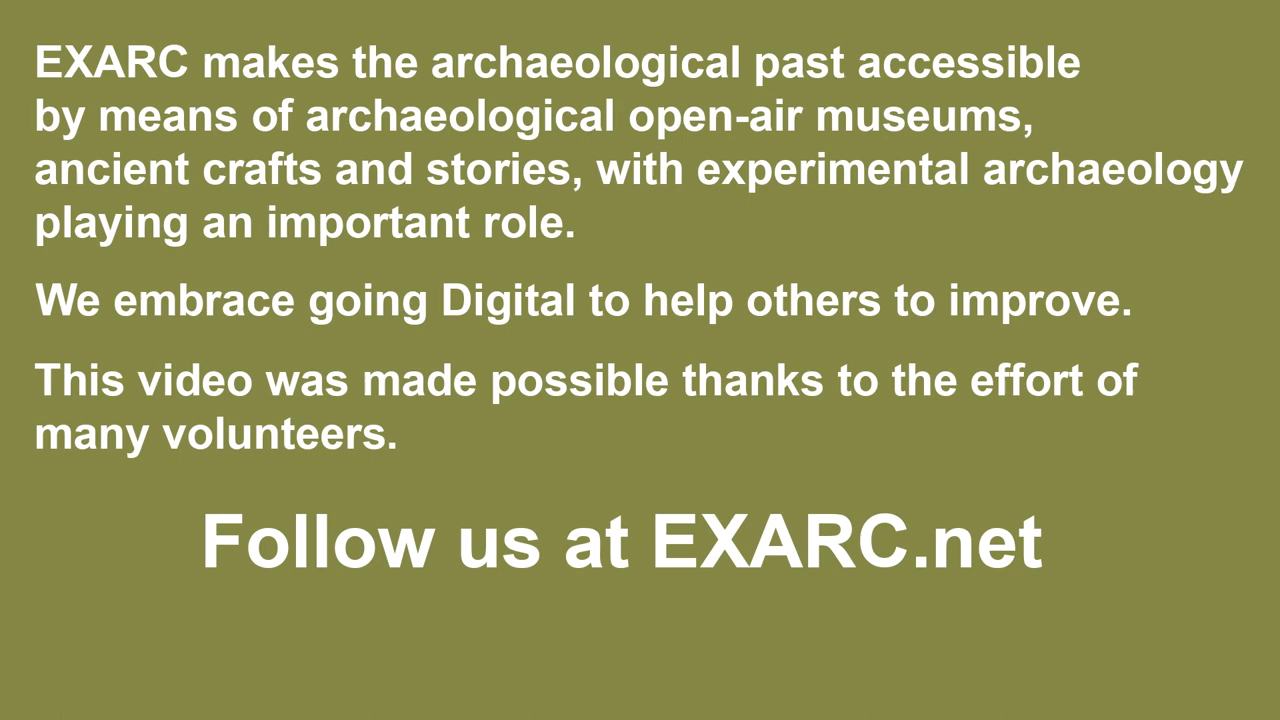 EXARC makes the archaeological past accessible
by means of archaeological open-air museums,
ancient crafts and stories, with experimental archaeology
playing an important role.
We embrace going Digital to help others to improve.
This video was made possible thanks to the effort of
many volunteers.
Follow us at EXARC.net